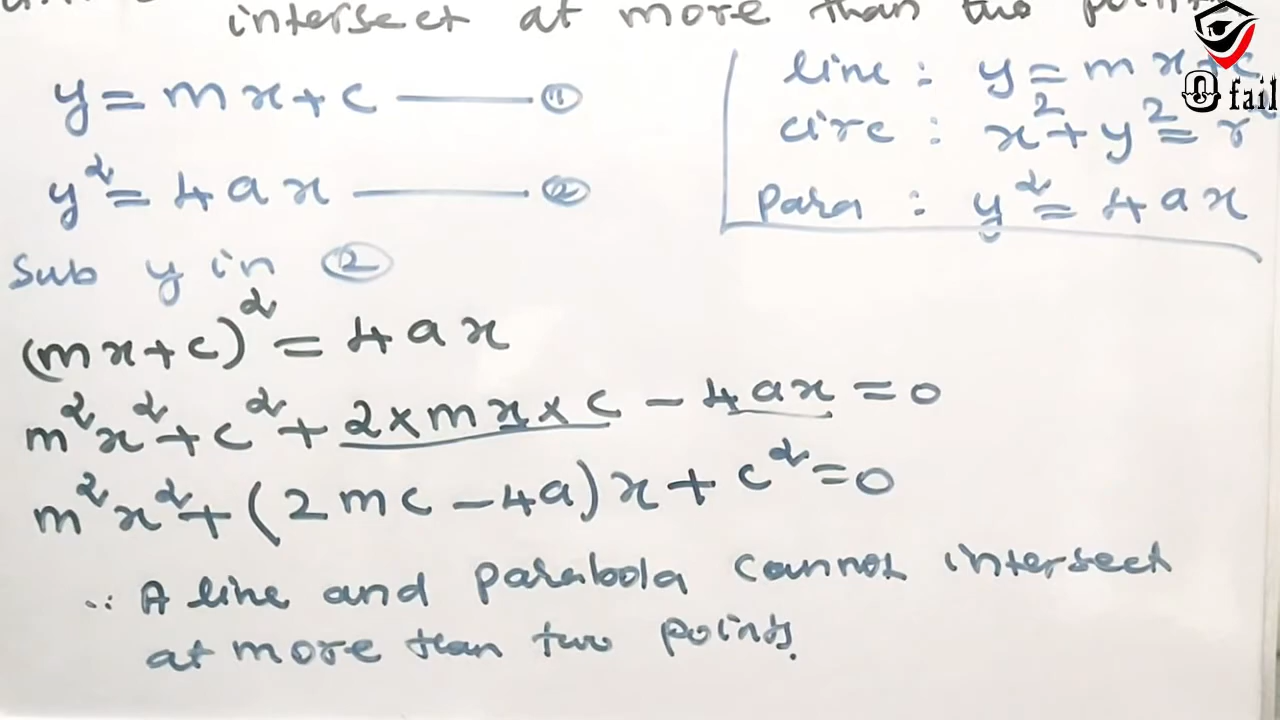 intersect at more than two points.
y = mx + c ——— ①
y² = 4ax ——— ②
Sub y in ②
(mx+c)² = 4ax
m²x² + c² + 2×mx×c - 4ax = 0
m²x² + (2mc - 4a)x + c² = 0
∴ A line and parabola cannot intersect
at more than two points.
line : y = mx+c
circ : x² + y² = r²
Para : y² = 4ax
0 fail